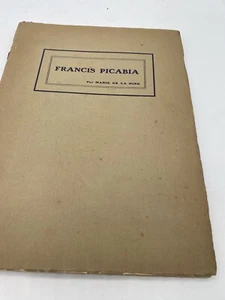 FRANCIS PICABIA
Par MARIE DE LA HIRE